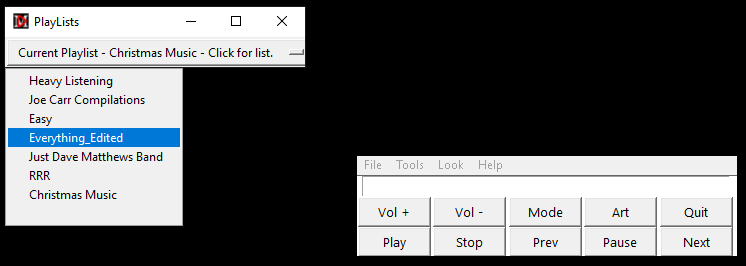 PlayLists
Current Playlist - Christmas Music - Click for list.
Heavy Listening
Joe Carr Compilations
Easy
Everything_Edited
Just Dave Matthews Band
RRR
Christmas Music
File Tools Look Help
Vol + Vol - Mode Art Quit
Play Stop Prev Pause Next